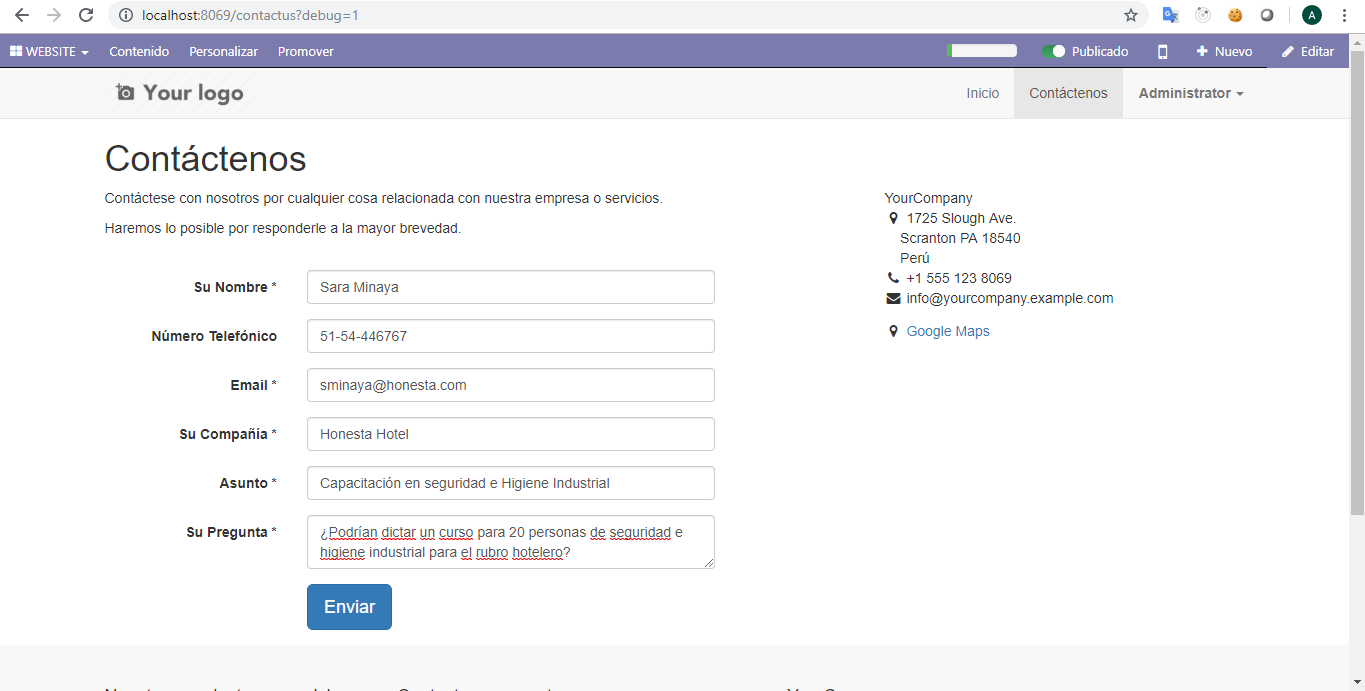 localhost:8069/contactus?debug=1
A
WEBSITE Contenido Personalizar Promover Publicado Nuevo Editar
Your logo Inicio Contáctenos Administrator
Contáctenos
Contáctese con nosotros por cualquier cosa relacionada con nuestra empresa o servicios.
Haremos lo posible por responderle a la mayor brevedad.
Su Nombre * Sara Minaya
Número Telefónico 51-54-446767
Email * sminaya@honesta.com
Su Compañía * Honesta Hotel
Asunto * Capacitación en seguridad e Higiene Industrial
Su Pregunta * ¿Podrían dictar un curso para 20 personas de seguridad e
higiene industrial para el rubro hotelero?
Enviar
YourCompany
1725 Slough Ave.
Scranton PA 18540
Perú
+1 555 123 8069
info@yourcompany.example.com
Google Maps